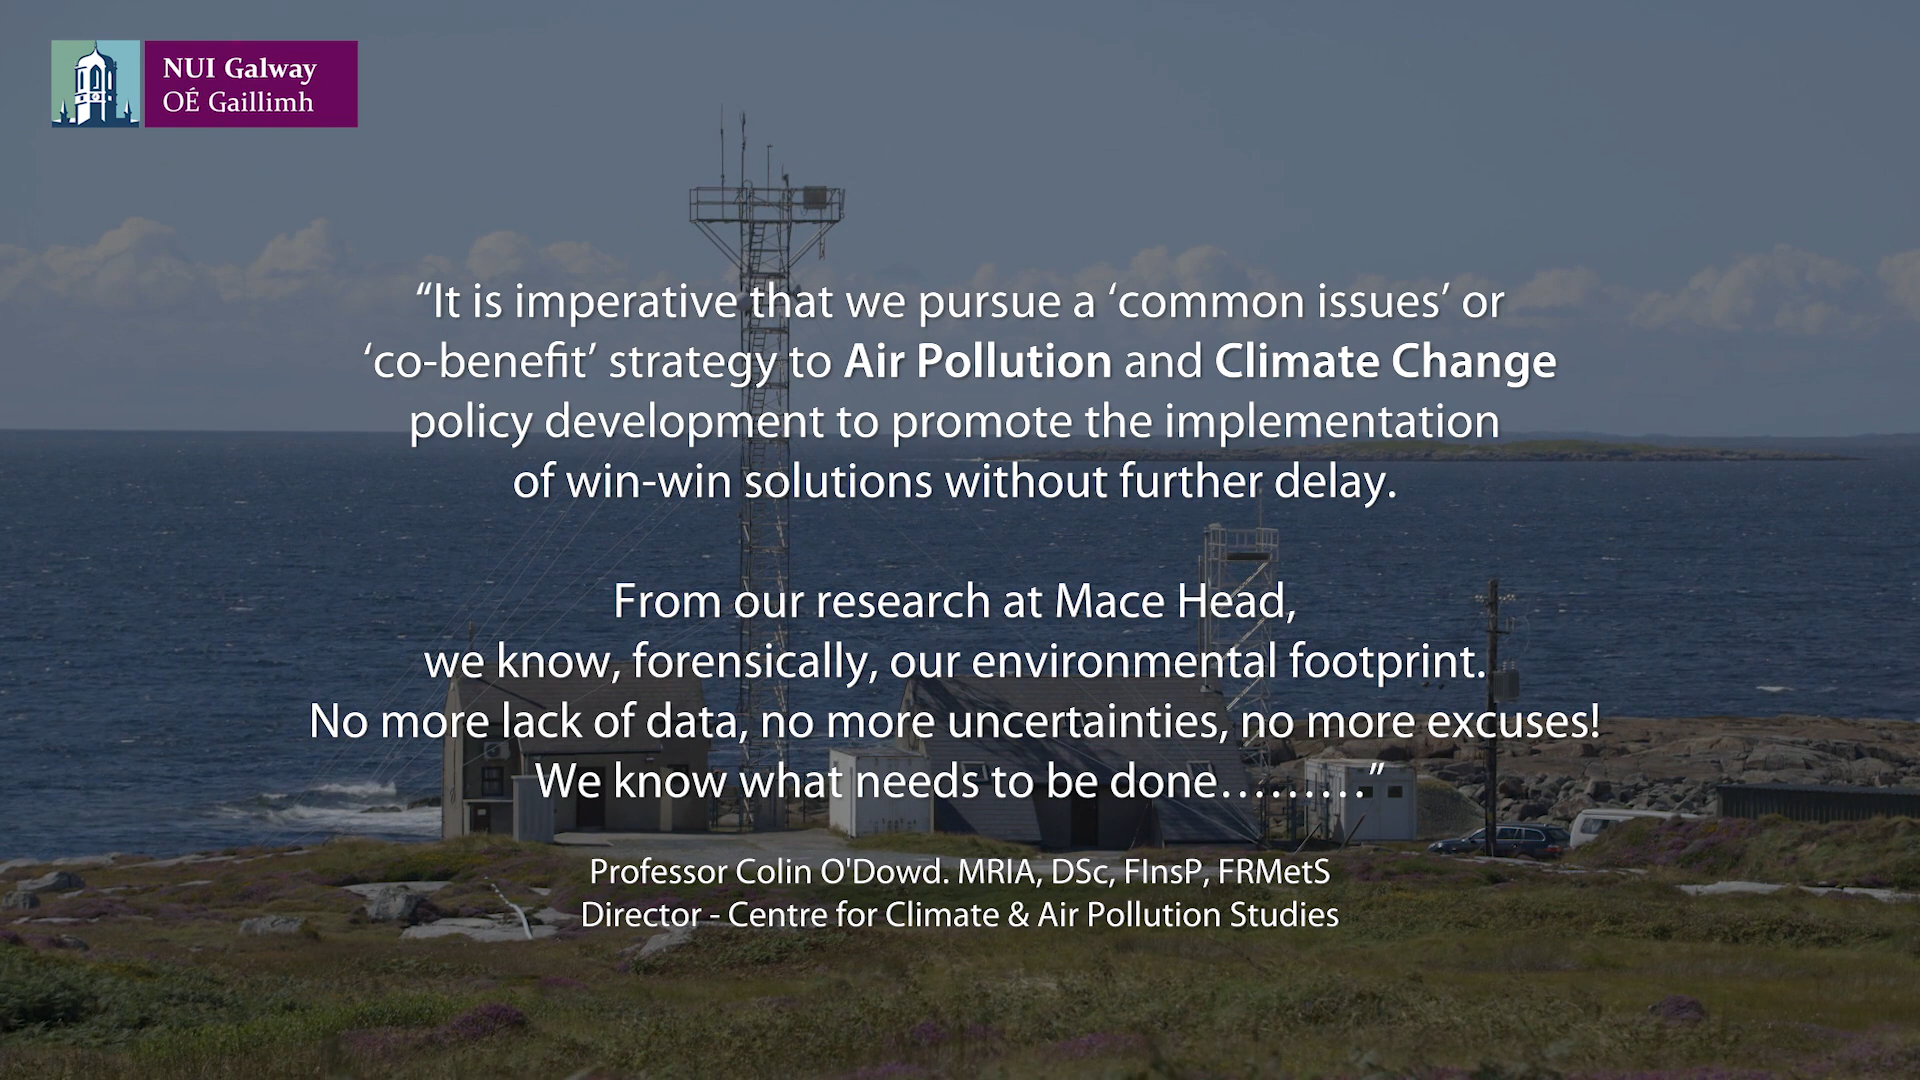 NUI Galway
OÉ Gaillimh
“It is imperative that we pursue a ‘common issues’ or
‘co-benefit’ strategy to Air Pollution and Climate Change
policy development to promote the implementation
of win-win solutions without further delay.
From our research at Mace Head,
we know, forensically, our environmental footprint.
No more lack of data, no more uncertainties, no more excuses!
We know what needs to be done………”
Professor Colin O'Dowd. MRIA, DSc, FInsP, FRMetS
Director - Centre for Climate & Air Pollution Studies